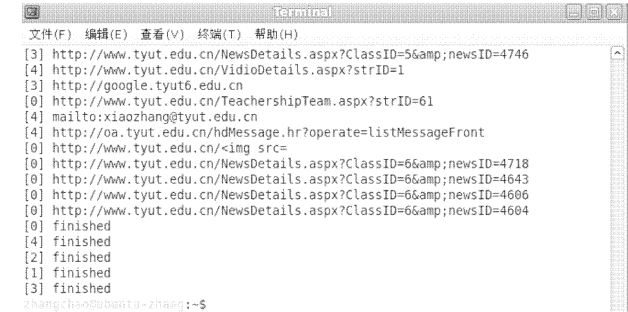 Terminal
文件(F) 编辑(E) 查看(V) 终端(T) 帮助(H)
[3] http://www.tyut.edu.cn/NewsDetails.aspx?ClassID=5&amp;newsID=4746
[4] http://www.tyut.edu.cn/VidioDetails.aspx?strID=1
[3] http://google.tyut6.edu.cn
[0] http://www.tyut.edu.cn/TeachershipTeam.aspx?strID=61
[4] mailto:xiaozhang@tyut.edu.cn
[4] http://oa.tyut.edu.cn/hdMessage.hr?operate=listMessageFront
[0] http://www.tyut.edu.cn/<img src=
[0] http://www.tyut.edu.cn/NewsDetails.aspx?ClassID=6&amp;newsID=4718
[0] http://www.tyut.edu.cn/NewsDetails.aspx?ClassID=6&amp;newsID=4643
[0] http://www.tyut.edu.cn/NewsDetails.aspx?ClassID=6&amp;newsID=4606
[0] http://www.tyut.edu.cn/NewsDetails.aspx?ClassID=6&amp;newsID=4604
[0] finished
[4] finished
[2] finished
[1] finished
[3] finished
zhangchao@ubuntu-zhang:~$